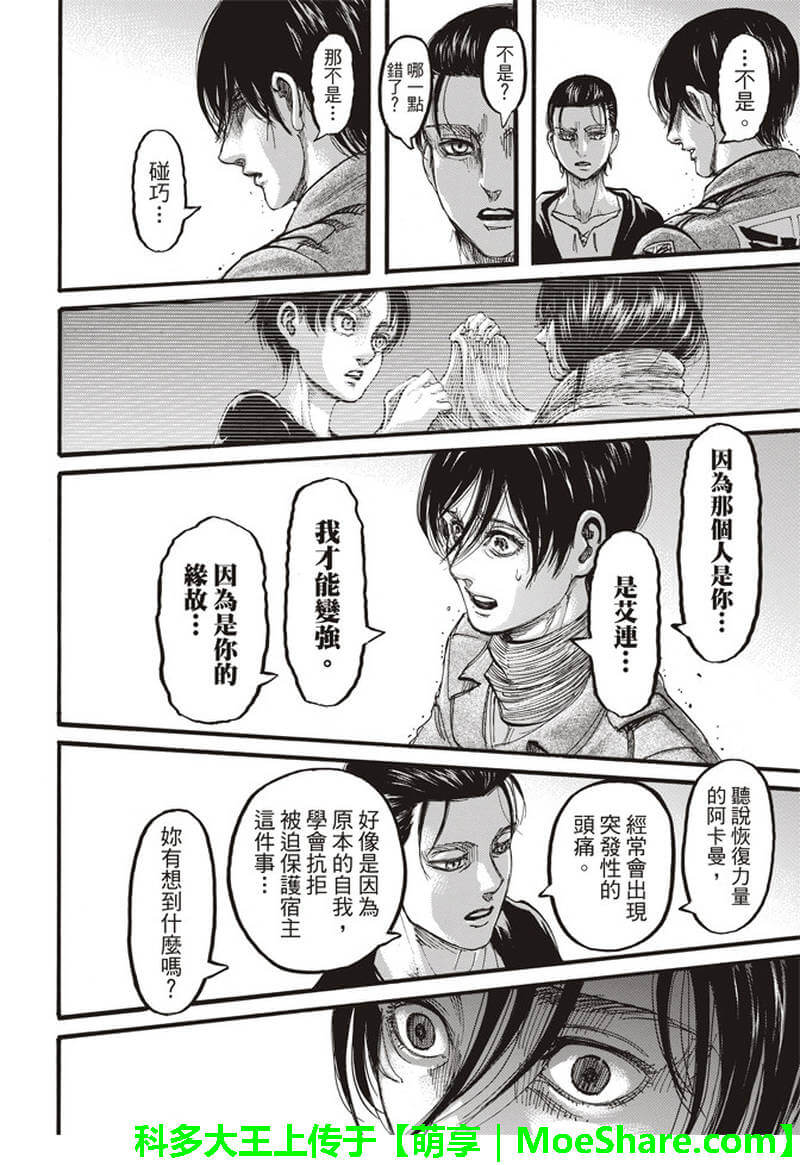 …不是。
不是？
哪一點
錯了？
那不是…
碰巧…
因為那個人是你…
是艾連…
我才能變強。
因為是你的
緣故…
聽說恢復力量
的阿卡曼，
經常會出現
突發性的
頭痛。
好像是因為
原本的自我，
學會抗拒
被迫保護宿主
這件事…
妳有想到什麼嗎？
科多大王上传于【萌享 | MoeShare.com】